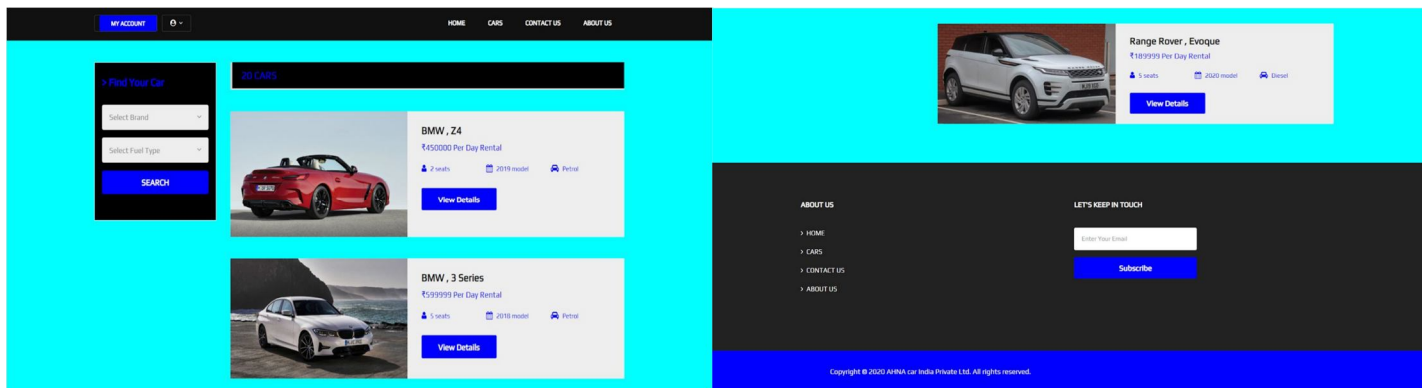 MY ACCOUNT
HOME CARS CONTACT US ABOUT US
> Find Your Car
Select Brand
Select Fuel Type
SEARCH
20 CARS
BMW , Z4
₹450000 Per Day Rental
2 seats 2019 model Petrol
View Details
BMW , 3 Series
₹599999 Per Day Rental
5 seats 2018 model Petrol
View Details
Range Rover , Evoque
₹189999 Per Day Rental
5 seats 2020 model Diesel
View Details
ABOUT US
> HOME
> CARS
> CONTACT US
> ABOUT US
LET'S KEEP IN TOUCH
Enter Your Email
Subscribe
Copyright © 2020 AHNA car India Private Ltd. All rights reserved.